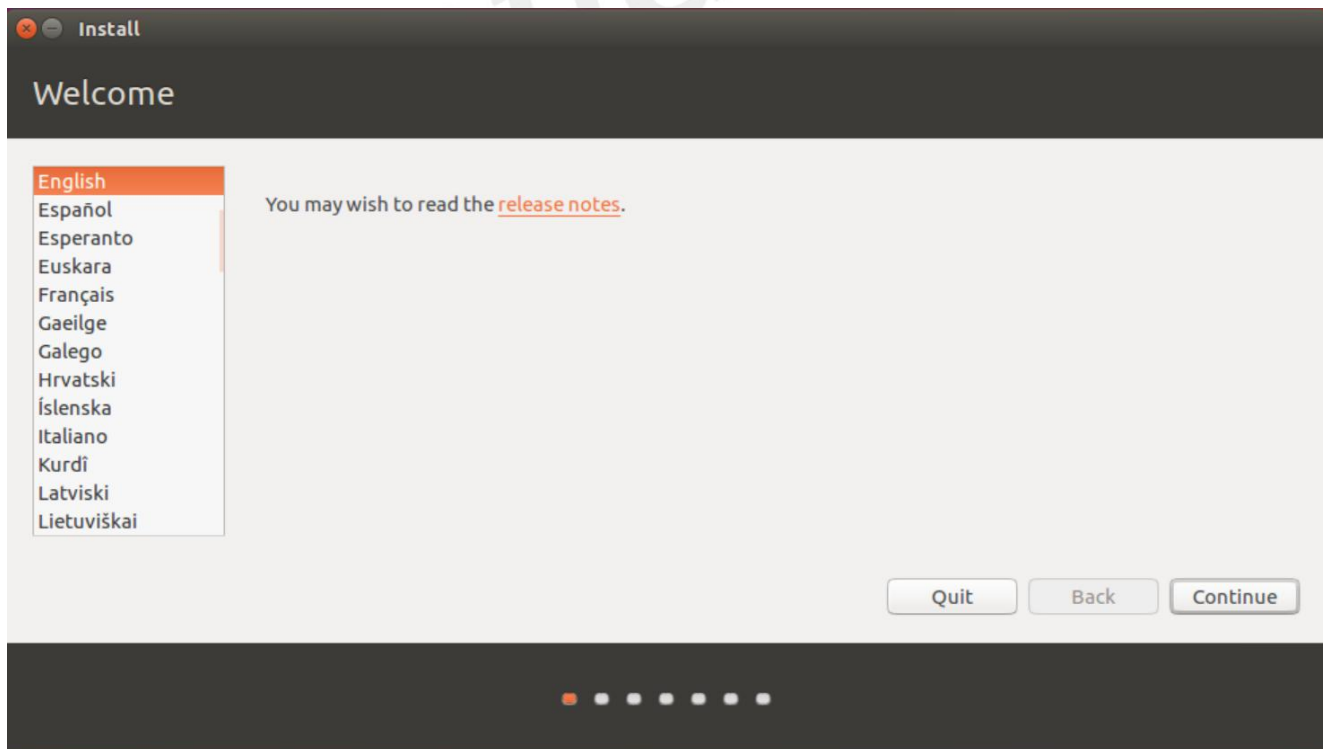 Install
Welcome
English
Español
Esperanto
Euskara
Français
Gaeilge
Galego
Hrvatski
Íslenska
Italiano
Kurdî
Latviski
Lietuviškai
You may wish to read the release notes.
Quit
Back
Continue